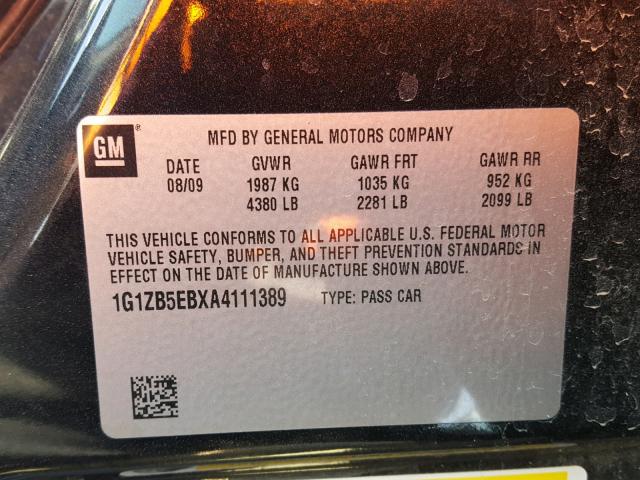 GM ® MFD BY GENERAL MOTORS COMPANY
DATE GVWR GAWR FRT GAWR RR
08/09 1987 KG 1035 KG 952 KG
4380 LB 2281 LB 2099 LB
THIS VEHICLE CONFORMS TO ALL APPLICABLE U.S. FEDERAL MOTOR
VEHICLE SAFETY, BUMPER, AND THEFT PREVENTION STANDARDS IN
EFFECT ON THE DATE OF MANUFACTURE SHOWN ABOVE.
1G1ZB5EBXA4111389 TYPE: PASS CAR